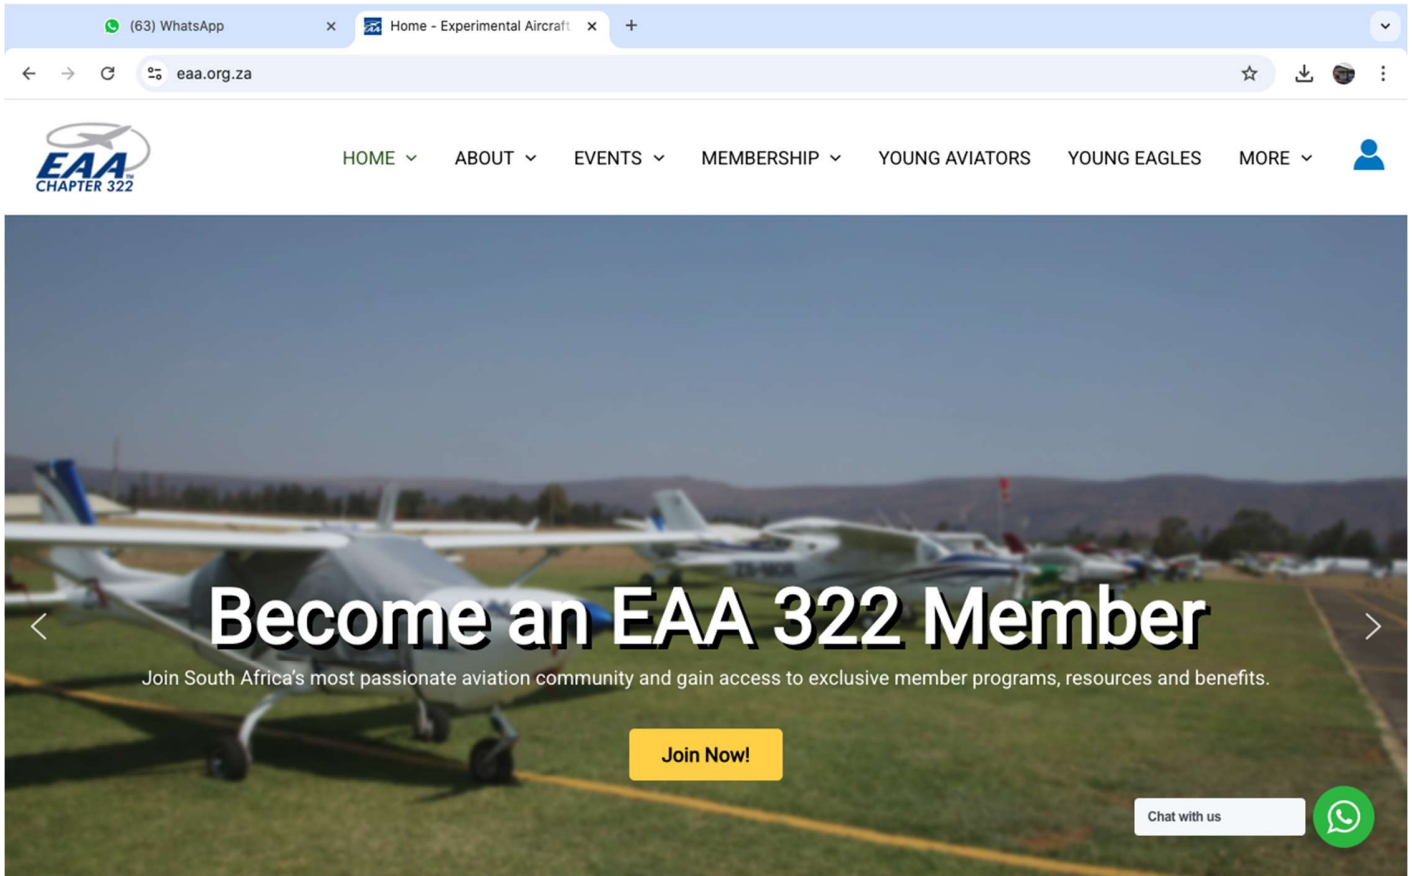 (63) WhatsApp
Home - Experimental Aircraft
eaa.org.za
EAA
CHAPTER 322
HOME
ABOUT
EVENTS
MEMBERSHIP
YOUNG AVIATORS
YOUNG EAGLES
MORE
Become an EAA 322 Member
Join South Africa's most passionate aviation community and gain access to exclusive member programs, resources and benefits.
Join Now!
Chat with us